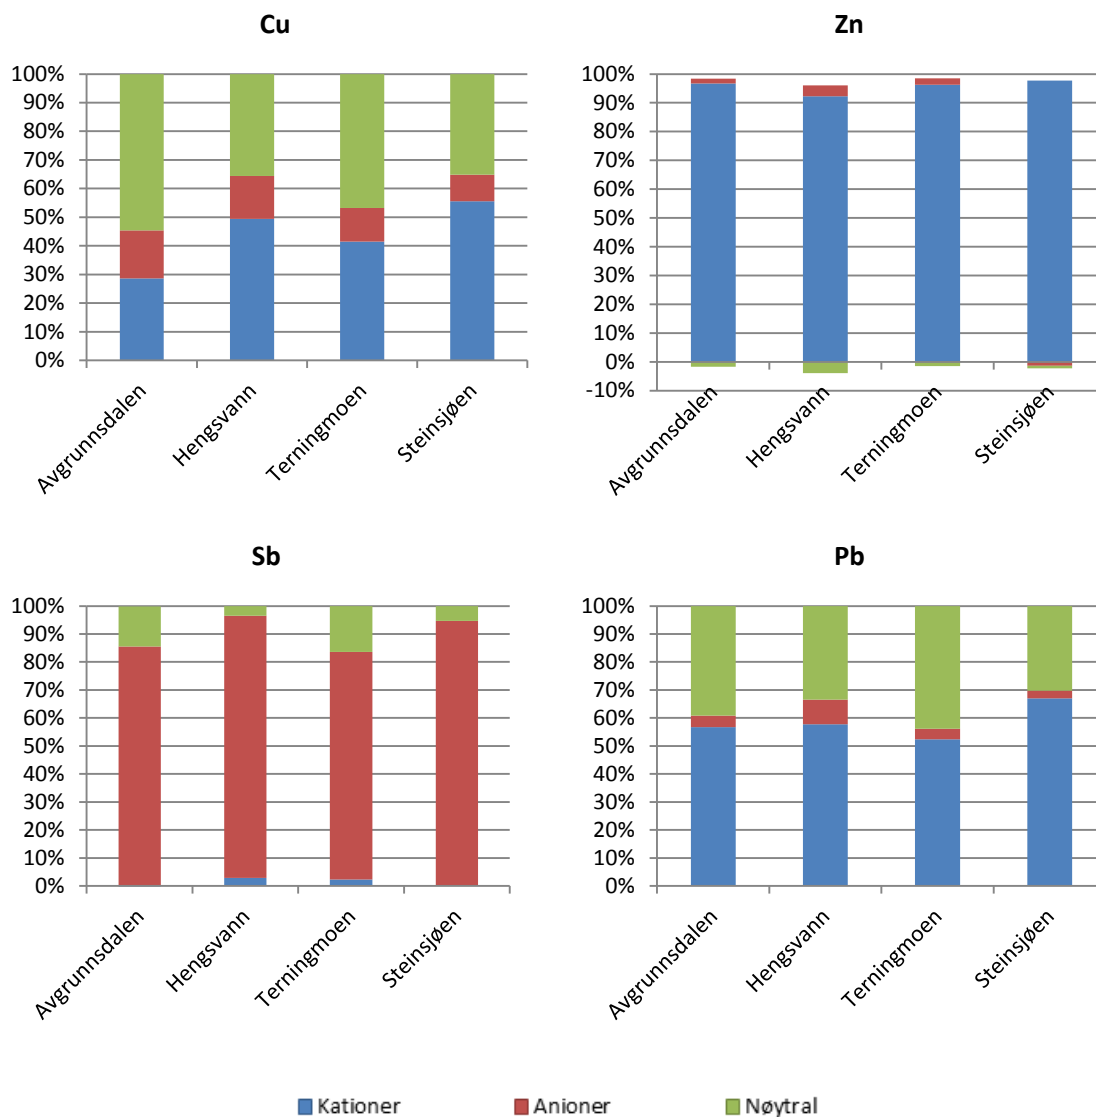 Cu
100%
90%
80%
70%
60%
50%
40%
30%
20%
10%
0%
Avgrunnsdalen
Hengsvann
Terningmoen
Steinsjøen
Zn
100%
90%
80%
70%
60%
50%
40%
30%
20%
10%
0%
-10%
Avgrunnsdalen
Hengsvann
Terningmoen
Steinsjøen
Sb
100%
90%
80%
70%
60%
50%
40%
30%
20%
10%
0%
Avgrunnsdalen
Hengsvann
Terningmoen
Steinsjøen
Pb
100%
90%
80%
70%
60%
50%
40%
30%
20%
10%
0%
Avgrunnsdalen
Hengsvann
Terningmoen
Steinsjøen
Kationer Anioner Nøytral